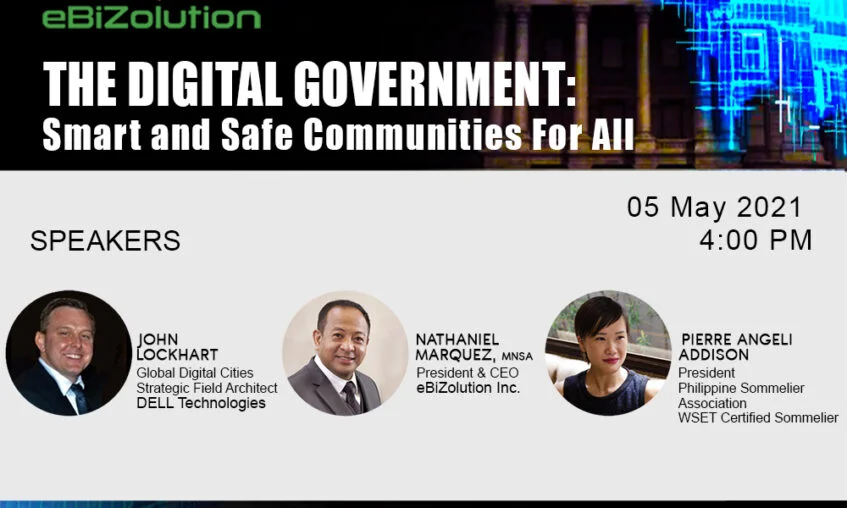 eBiZolution
THE DIGITAL GOVERNMENT:
Smart and Safe Communities For All
05 May 2021
4:00 PM
SPEAKERS
JOHN
LOCKHART
Global Digital Cities
Strategic Field Architect
DELL Technologies
NATHANIEL
MARQUEZ, MNSA
President & CEO
eBiZolution Inc.
PIERRE ANGELI
ADDISON
President
Philippine Sommelier
Association
WSET Certified Sommelier